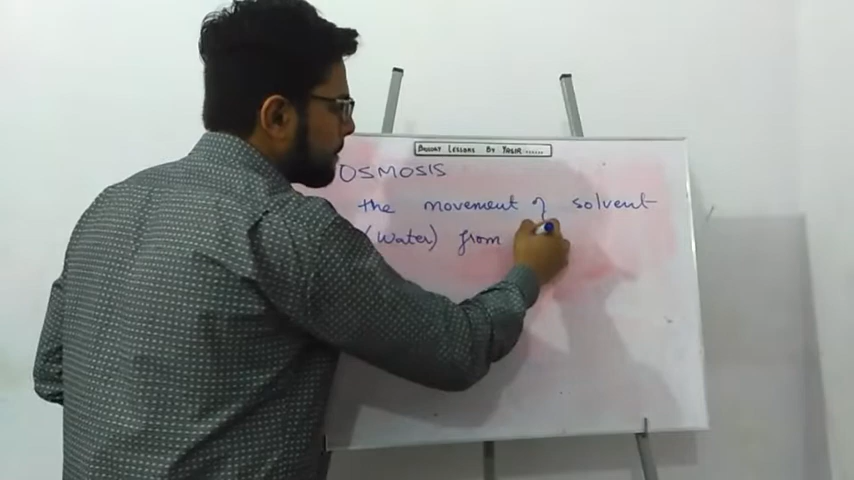 BIOLOGY LESSONS BY YASIR......
OSMOSIS
the movement of solvent
(Water) from